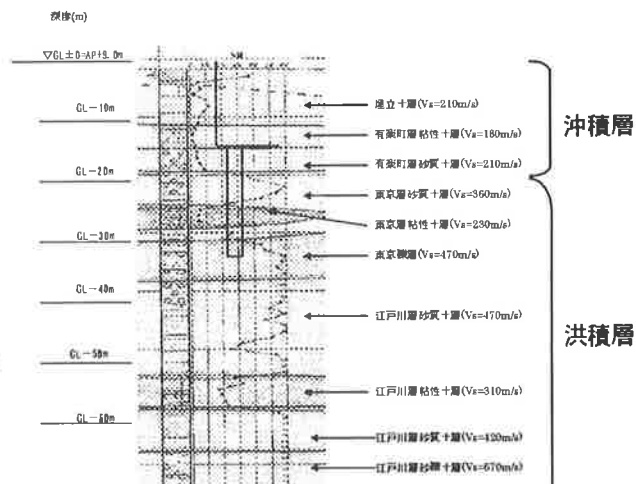 深度(m)
▽GL±0=AP+9.0m
GL-10m
GL-20m
GL-30m
GL-40m
GL-50m
GL-60m
埋立土層(Vs=210m/s)
有楽町層粘性土層(Vs=180m/s)
有楽町層砂質土層(Vs=210m/s)
東京層砂質土層(Vs=360m/s)
東京層粘性土層(Vs=230m/s)
東京礫層(Vs=470m/s)
江戸川層砂質土層(Vs=470m/s)
江戸川層粘性土層(Vs=310m/s)
江戸川層砂質土層(Vs=420m/s)
江戸川層砂礫土層(Vs=670m/s)
沖積層
洪積層